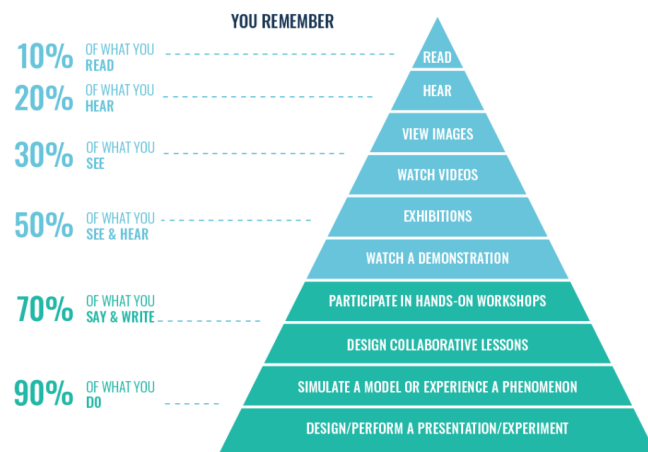 YOU REMEMBER
10% OF WHAT YOU
READ
20% OF WHAT YOU
HEAR
30% OF WHAT YOU
SEE
50% OF WHAT YOU
SEE & HEAR
70% OF WHAT YOU
SAY & WRITE
90% OF WHAT YOU
DO
READ
HEAR
VIEW IMAGES
WATCH VIDEOS
EXHIBITIONS
WATCH A DEMONSTRATION
PARTICIPATE IN HANDS-ON WORKSHOPS
DESIGN COLLABORATIVE LESSONS
SIMULATE A MODEL OR EXPERIENCE A PHENOMENON
DESIGN/PERFORM A PRESENTATION/EXPERIMENT